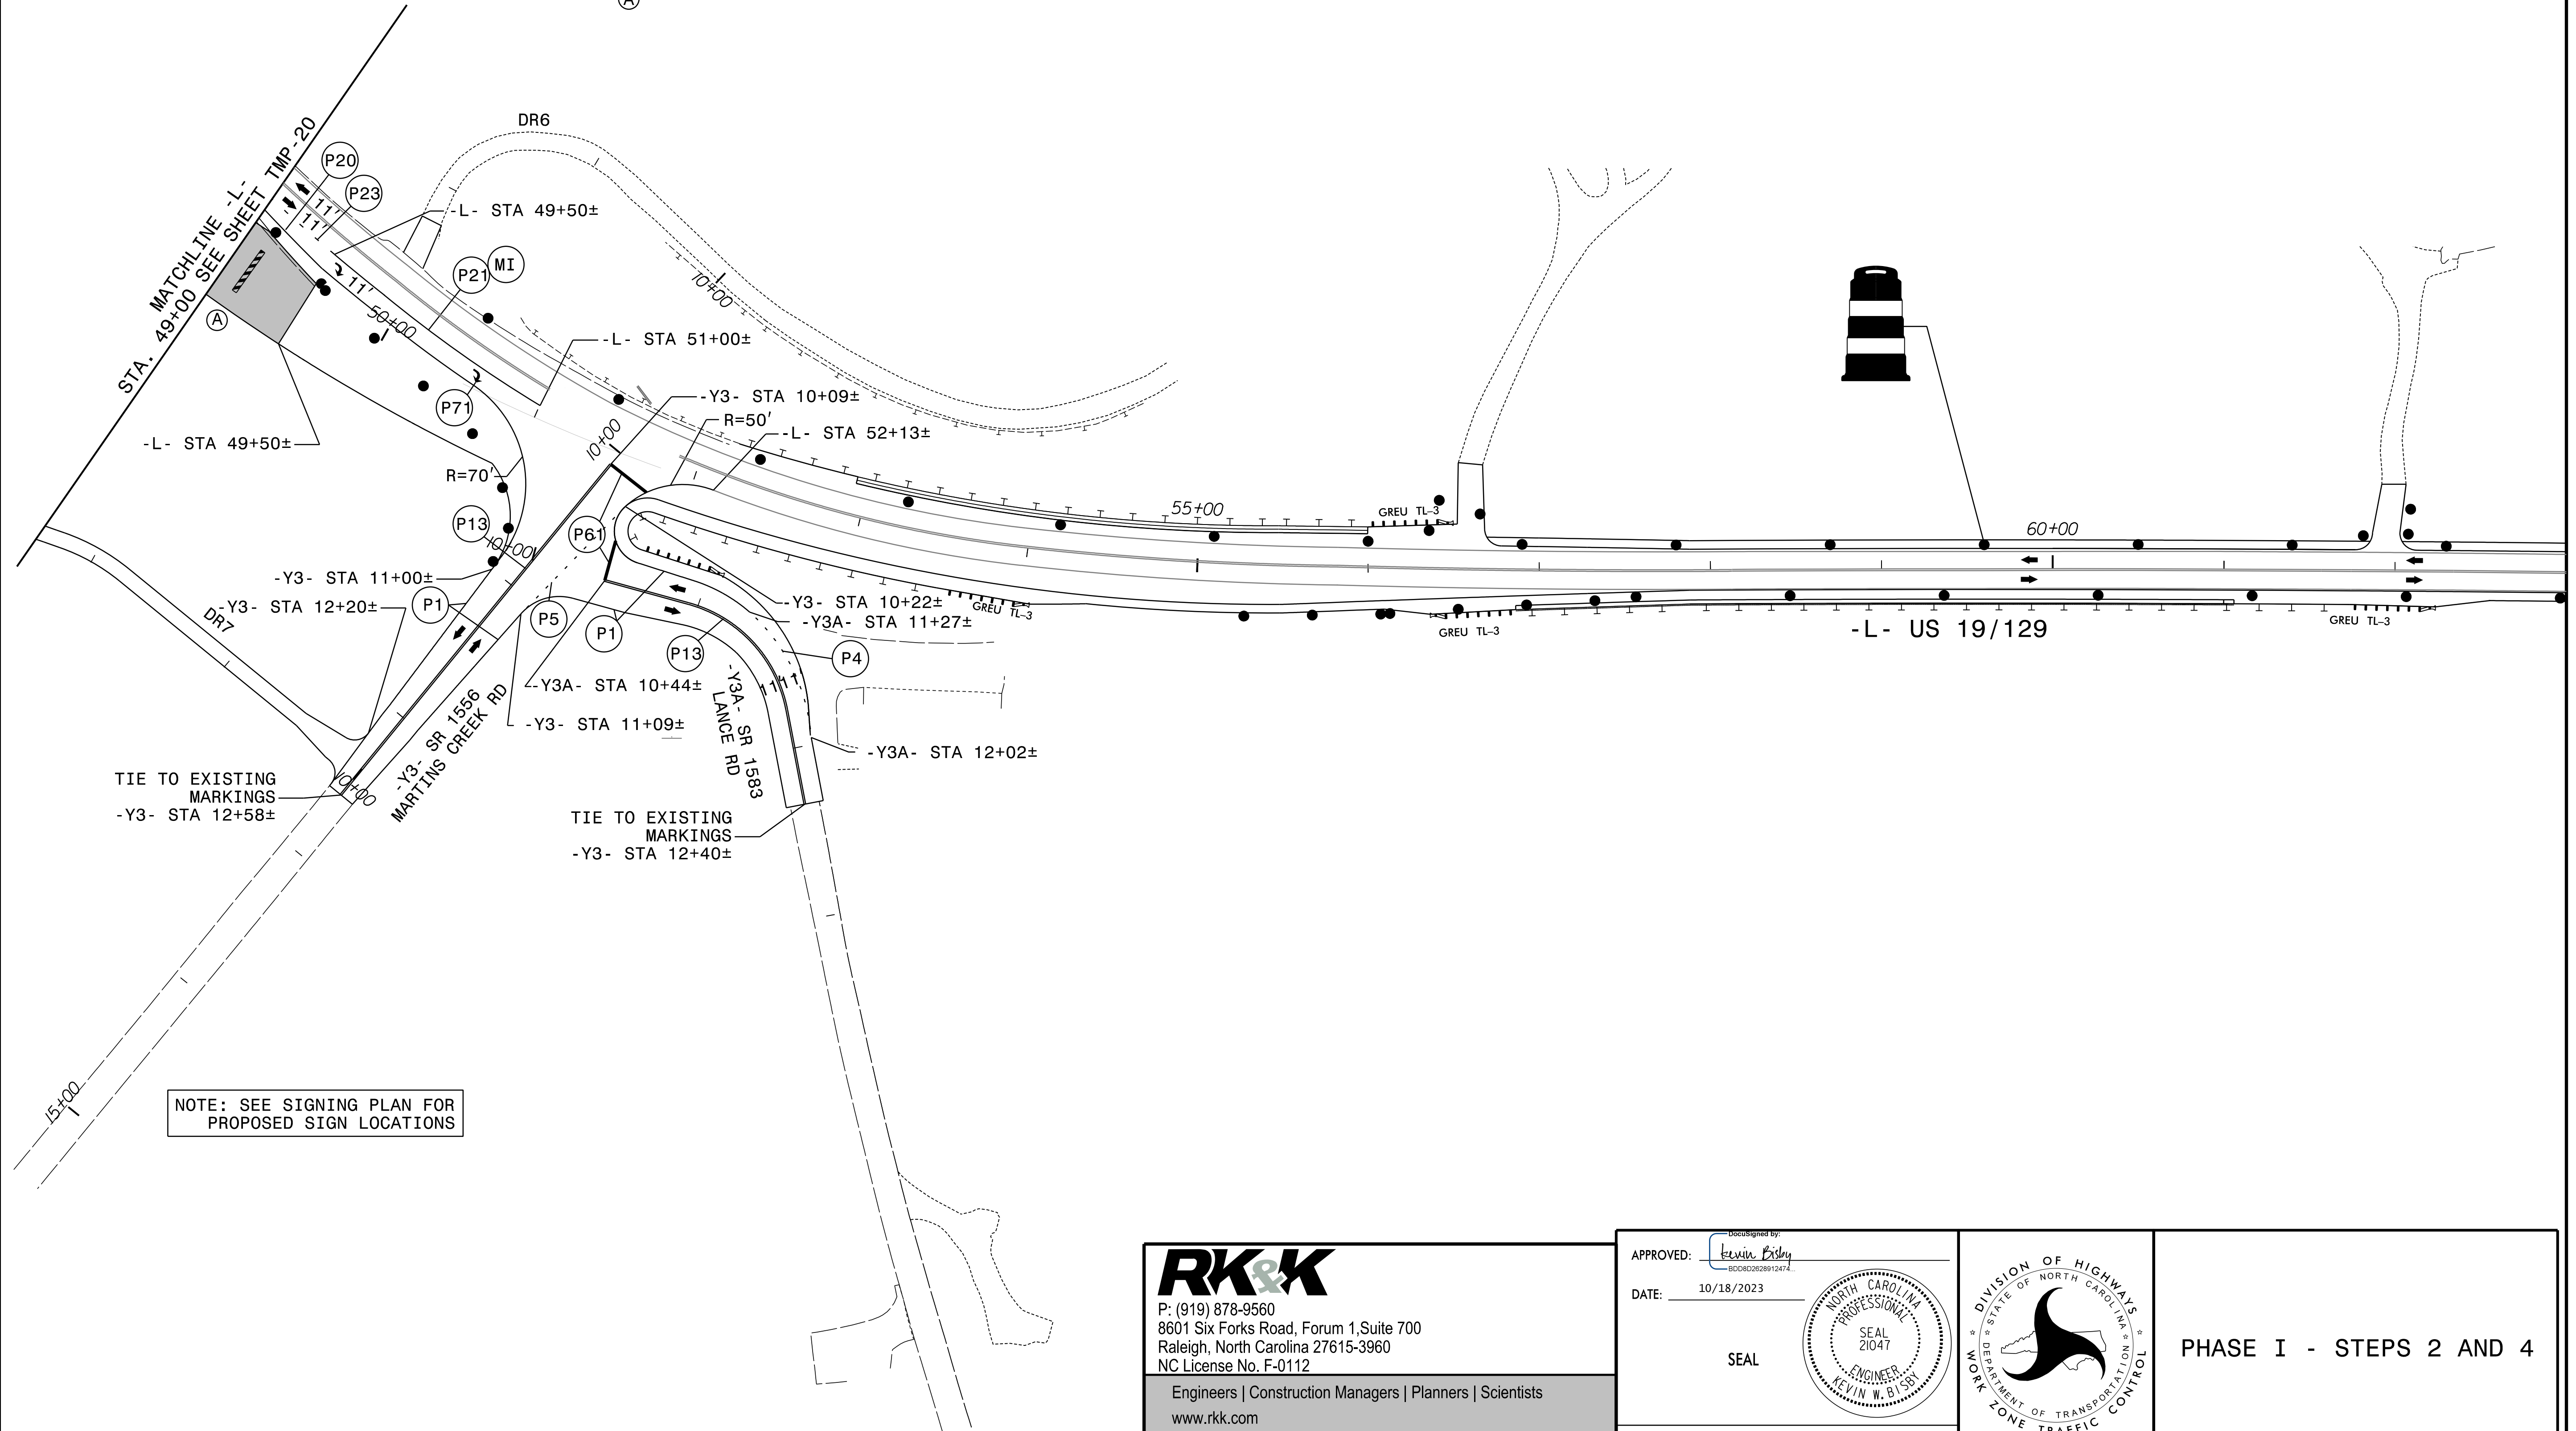 A
DR6
P20
P23
MATCHLINE -L-
STA. 49+00 SEE SHEET TMP-20
11'
11'
-L- STA 49+50±
P21
MI
11'
50+00
A
10+00
-L- STA 51+00±
-Y3- STA 10+09±
R=50'
-L- STA 52+13±
10+00
P71
-L- STA 49+50±
R=70'
P13
10+00
P61
55+00
GREU TL-3
60+00
-Y3- STA 11+00±
-Y3- STA 12+20±
P1
DR7
P5
P1
P13
-Y3- STA 10+22±
GREU TL-3
-Y3A- STA 11+27±
GREU TL-3
-L- US 19/129
GREU TL-3
P4
11'
11'
-Y3A- STA 10+44±
-Y3- STA 11+09±
-Y3A- SR 1583
LANCE RD
-Y3A- STA 12+02±
-Y3- SR 1556
MARTINS CREEK RD
TIE TO EXISTING
MARKINGS
-Y3- STA 12+58±
10+00
TIE TO EXISTING
MARKINGS
-Y3- STA 12+40±
15+00
NOTE: SEE SIGNING PLAN FOR
PROPOSED SIGN LOCATIONS
RK&K
P: (919) 878-9560
8601 Six Forks Road, Forum 1,Suite 700
Raleigh, North Carolina 27615-3960
NC License No. F-0112
Engineers | Construction Managers | Planners | Scientists
www.rkk.com
DocuSigned by:
APPROVED: Kevin Bisby
BDD8D2628912474...
DATE: 10/18/2023
SEAL
NORTH CAROLINA
PROFESSIONAL
SEAL
21047
ENGINEER
KEVIN W. BISBY
DIVISION OF HIGHWAYS
STATE OF NORTH CAROLINA
DEPARTMENT OF TRANSPORTATION
WORK ZONE TRAFFIC CONTROL
PHASE I - STEPS 2 AND 4